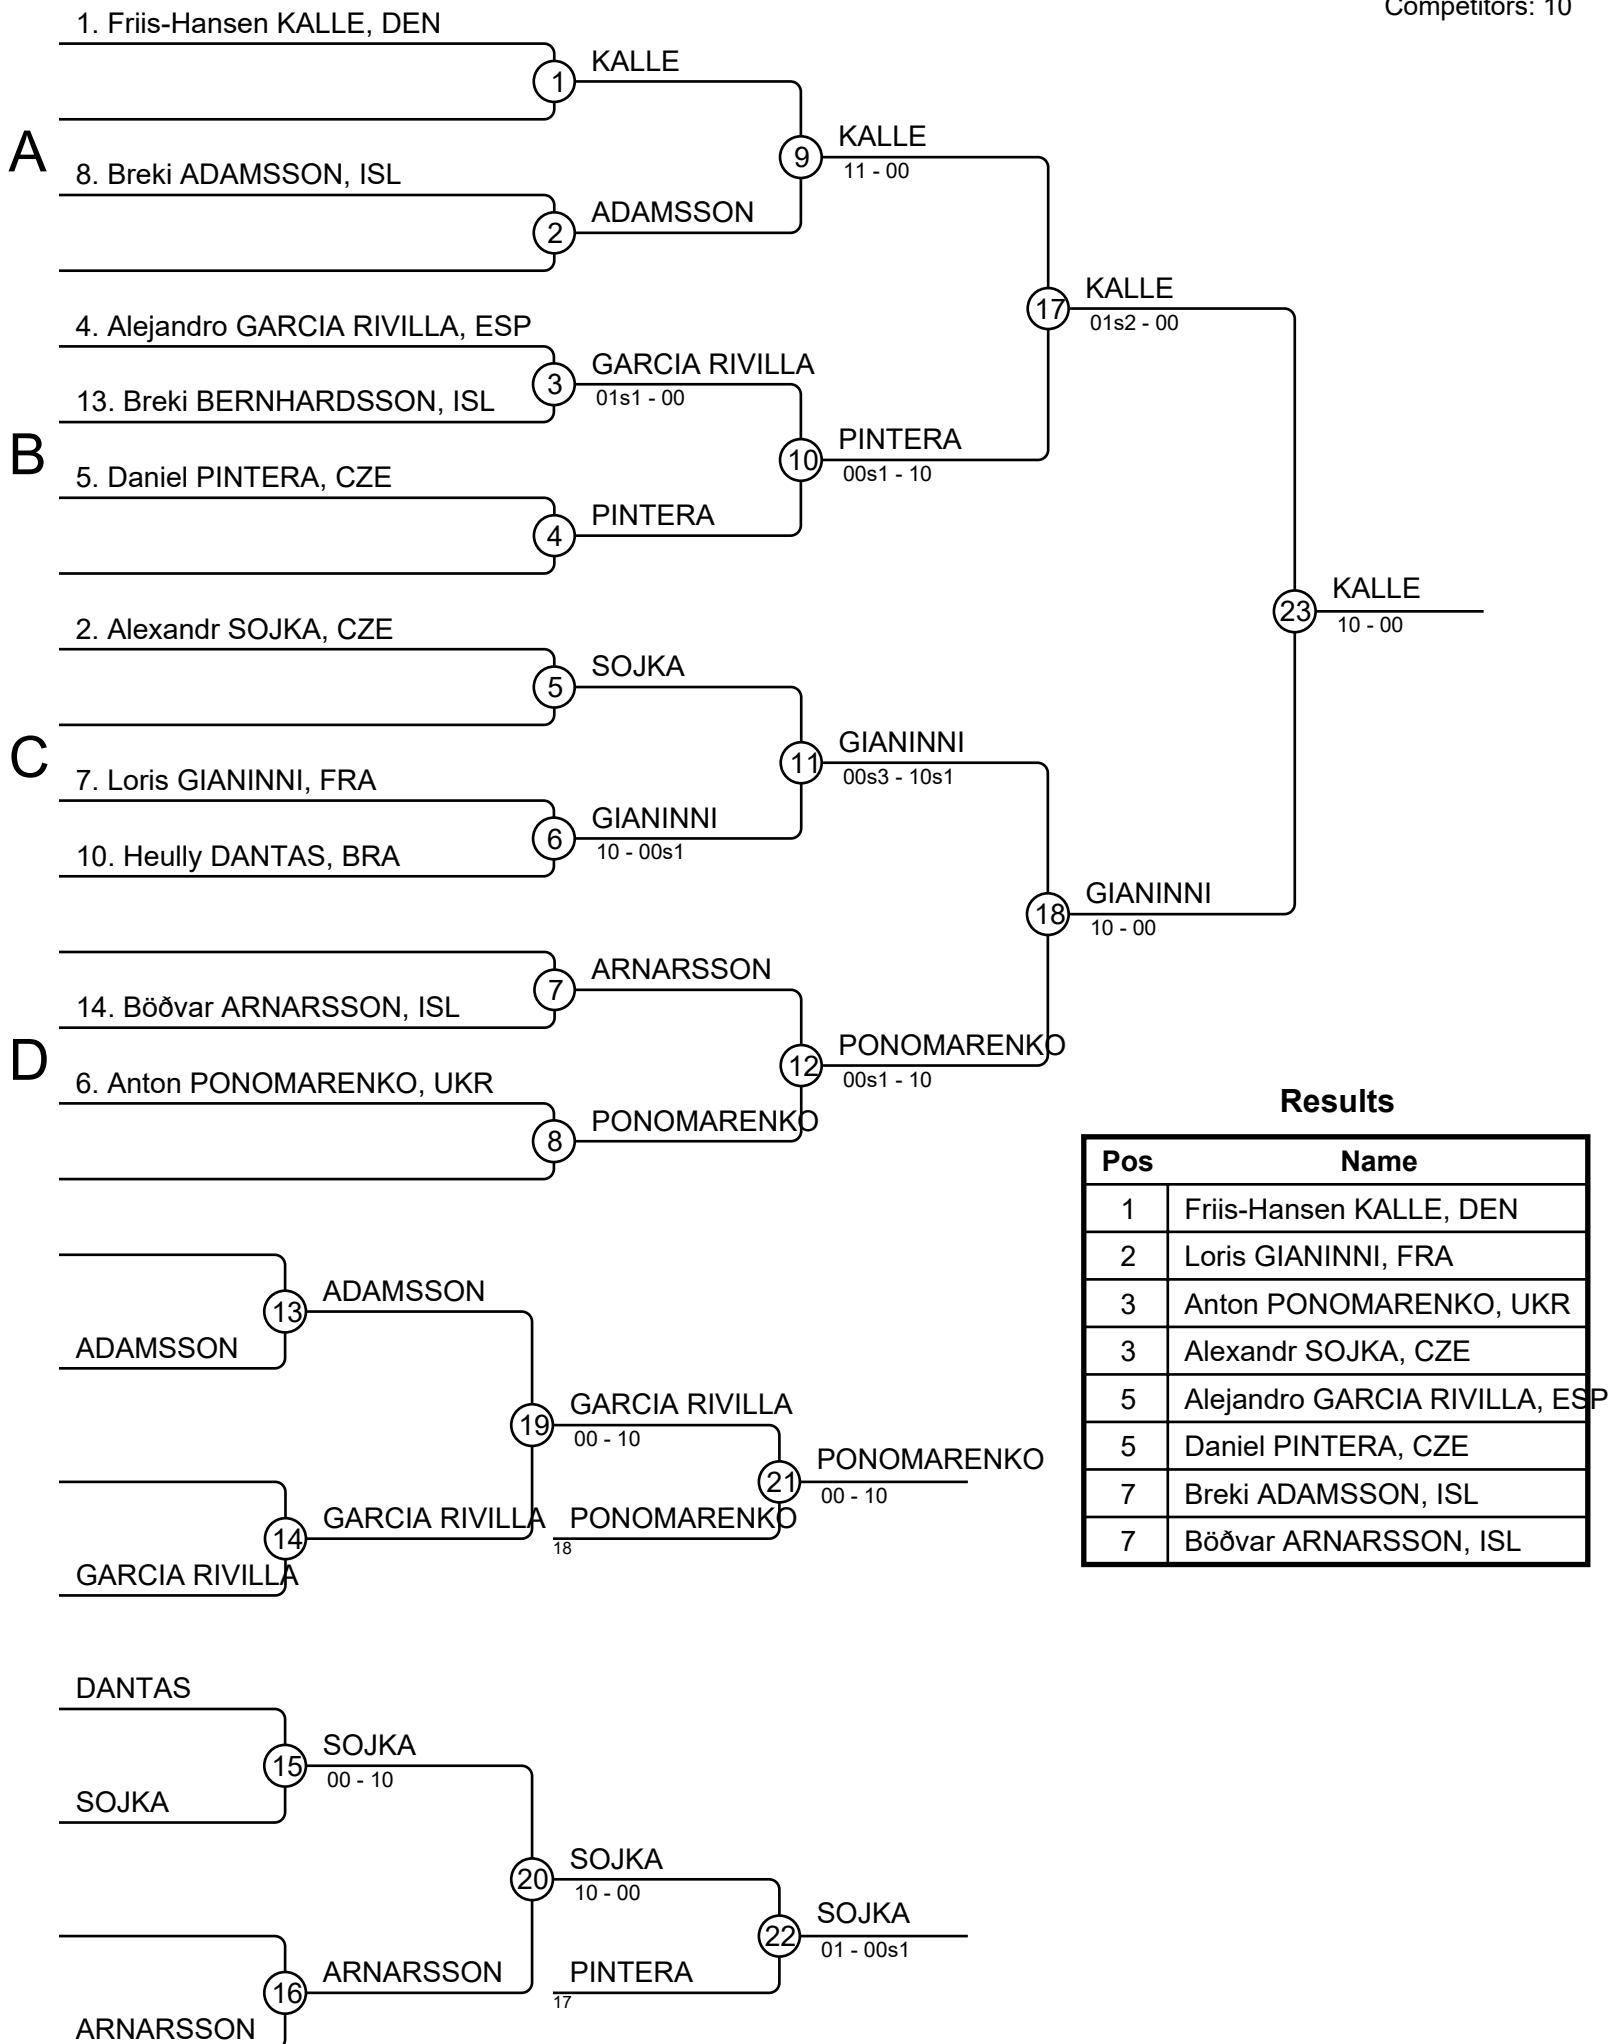 Competitors: 10
1. Friis-Hansen KALLE, DEN
1
KALLE
A
9
KALLE
11 - 00
8. Breki ADAMSSON, ISL
2
ADAMSSON
17
KALLE
01s2 - 00
4. Alejandro GARCIA RIVILLA, ESP
3
GARCIA RIVILLA
01s1 - 00
13. Breki BERNHARDSSON, ISL
B
10
PINTERA
00s1 - 10
5. Daniel PINTERA, CZE
4
PINTERA
23
KALLE
10 - 00
2. Alexandr SOJKA, CZE
5
SOJKA
C
11
GIANINNI
00s3 - 10s1
7. Loris GIANINNI, FRA
6
GIANINNI
10 - 00s1
10. Heully DANTAS, BRA
18
GIANINNI
10 - 00
7
ARNARSSON
14. Böðvar ARNARSSON, ISL
D
12
PONOMARENKO
00s1 - 10
6. Anton PONOMARENKO, UKR
8
PONOMARENKO
Results
Pos Name
1 Friis-Hansen KALLE, DEN
2 Loris GIANINNI, FRA
3 Anton PONOMARENKO, UKR
3 Alexandr SOJKA, CZE
5 Alejandro GARCIA RIVILLA, ESP
5 Daniel PINTERA, CZE
7 Breki ADAMSSON, ISL
7 Böðvar ARNARSSON, ISL
13
ADAMSSON
ADAMSSON
19
GARCIA RIVILLA
00 - 10
21
PONOMARENKO
00 - 10
14
GARCIA RIVILLA
PONOMARENKO
18
GARCIA RIVILLA
DANTAS
15
SOJKA
00 - 10
SOJKA
20
SOJKA
10 - 00
22
SOJKA
01 - 00s1
16
ARNARSSON
PINTERA
17
ARNARSSON